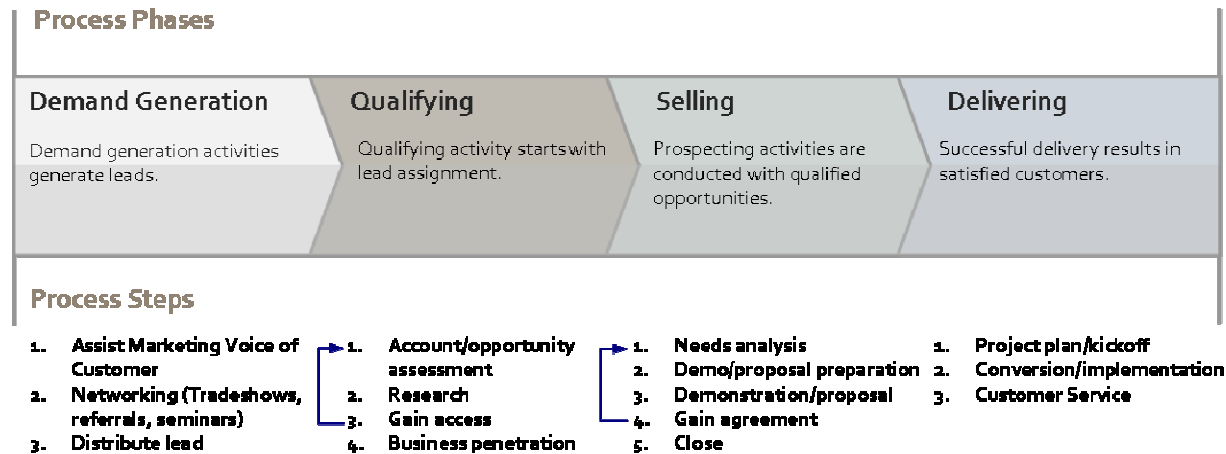 Process Phases
Demand Generation
Demand generation activities
generate leads.
Qualifying
Qualifying activity starts with
lead assignment.
Selling
Prospecting activities are
conducted with qualified
opportunities.
Delivering
Successful delivery results in
satisfied customers.
Process Steps
1. Assist Marketing Voice of
Customer
2. Networking (Tradeshows,
referrals, seminars)
3. Distribute lead
1. Account/opportunity
assessment
2. Research
3. Gain access
4. Business penetration
1. Needs analysis
2. Demo/proposal preparation
3. Demonstration/proposal
4. Gain agreement
5. Close
1. Project plan/kickoff
2. Conversion/implementation
3. Customer Service